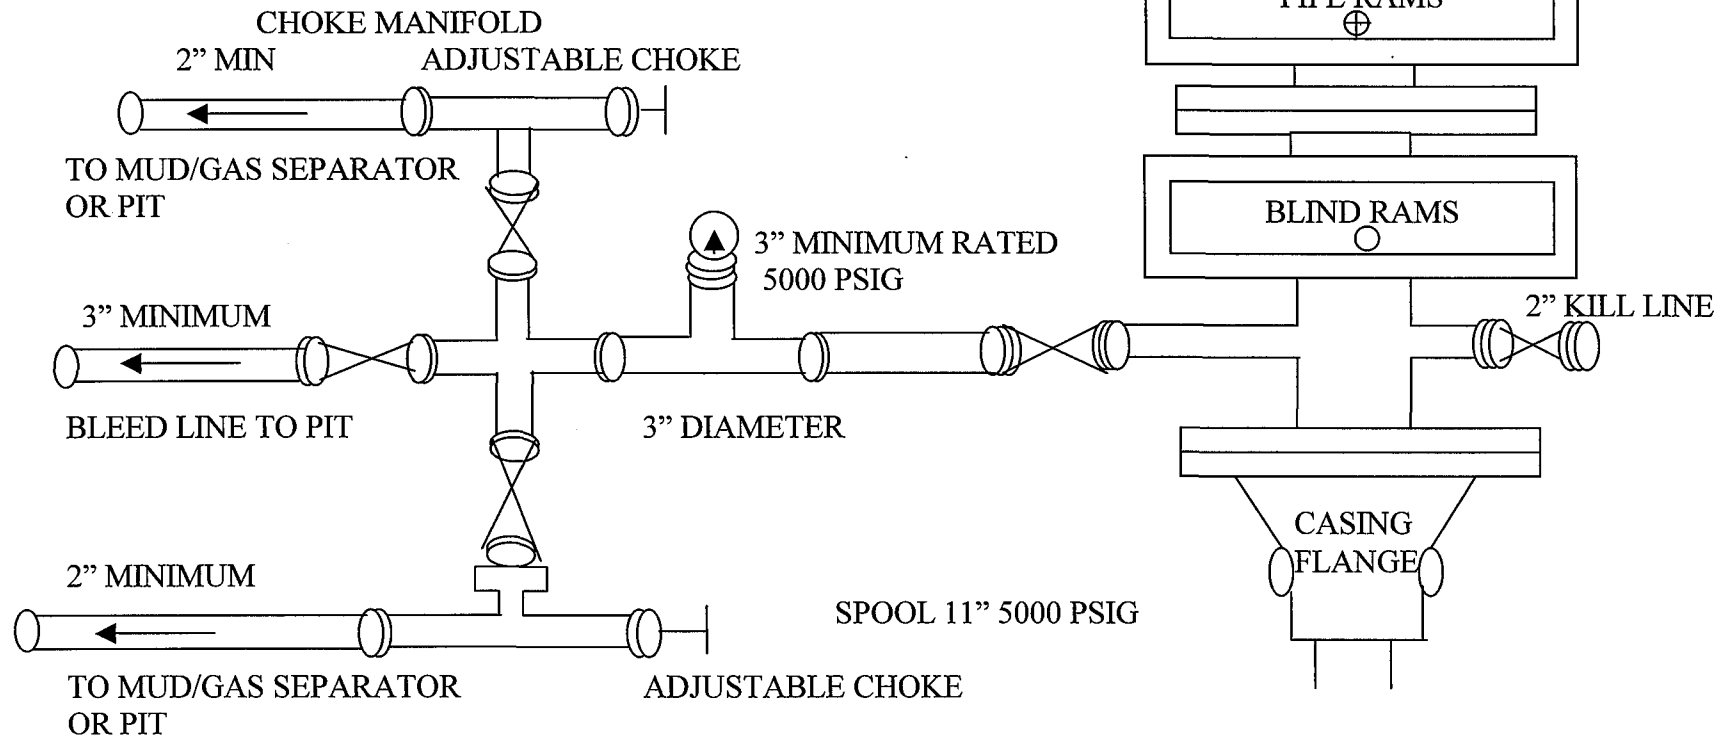 PIPE RAMS
CHOKE MANIFOLD
2” MIN
ADJUSTABLE CHOKE
TO MUD/GAS SEPARATOR
OR PIT
BLIND RAMS
3” MINIMUM RATED
5000 PSIG
3” MINIMUM
2” KILL LINE
BLEED LINE TO PIT
3” DIAMETER
CASING
FLANGE
2” MINIMUM
SPOOL 11” 5000 PSIG
TO MUD/GAS SEPARATOR
OR PIT
ADJUSTABLE CHOKE